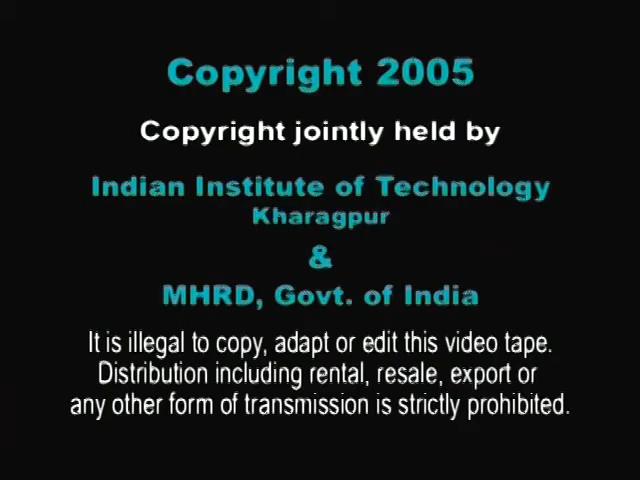 Copyright 2005
Copyright jointly held by
Indian Institute of Technology
Kharagpur
&
MHRD, Govt. of India
It is illegal to copy, adapt or edit this video tape.
Distribution including rental, resale, export or
any other form of transmission is strictly prohibited.